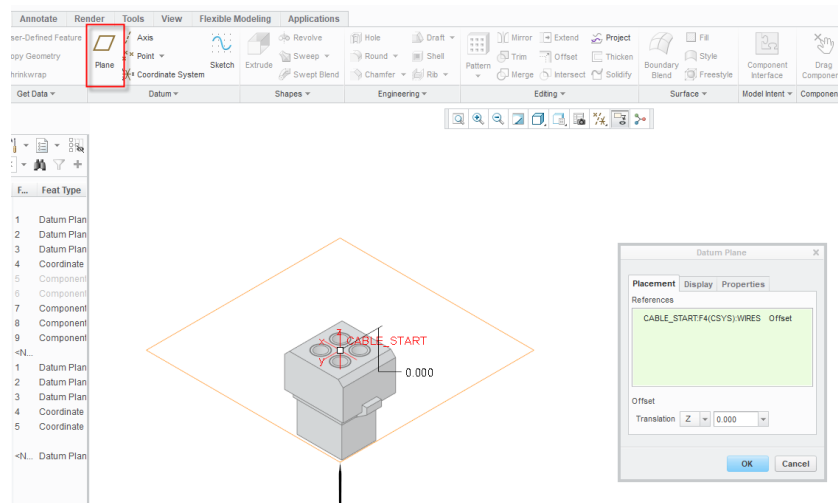 Annotate Render Tools View Flexible Modeling Applications
ser-Defined Feature Axis Revolve Hole Draft Mirror Extend Project Fill
opy Geometry Point Sweep Round Shell Trim Offset Thicken Style
hrinkwrap Plane Coordinate System Sketch Extrude Swept Blend Chamfer Rib Pattern Merge Intersect Solidify Boundary Blend Freestyle Component Interface Drag Component
Get Data Datum Shapes Engineering Editing Surface Model Intent Componen
F... Feat Type
1 Datum Plan
2 Datum Plan
3 Datum Plan
4 Coordinate
5 Component
6 Component
7 Component
8 Component
9 Component
<N...
1 Datum Plan
2 Datum Plan
3 Datum Plan
4 Coordinate
5 Coordinate
<N... Datum Plan
z
x CABLE_START
y
0.000
Datum Plane X
Placement Display Properties
References
CABLE_START:F4(CSYS):WIRES Offset
Offset
Translation Z 0.000
OK Cancel